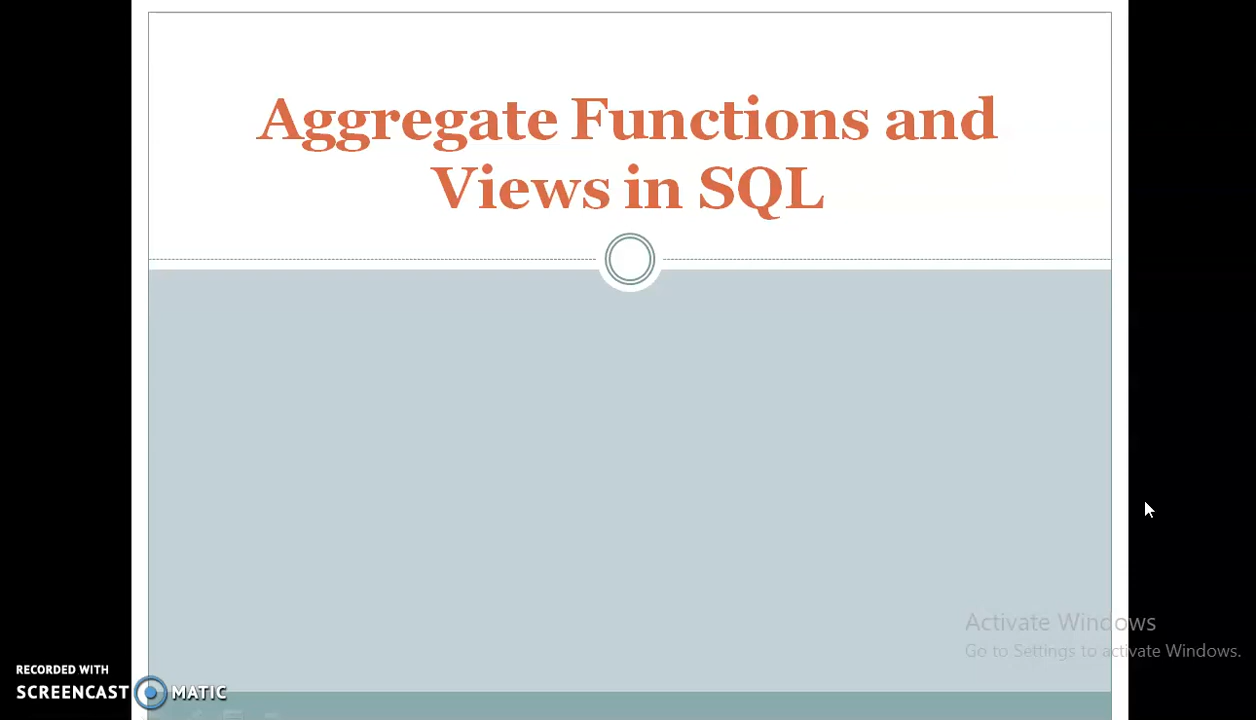 Aggregate Functions and
Views in SQL
Activate Windows
Go to Settings to activate Windows.
RECORDED WITH
SCREENCAST MATIC